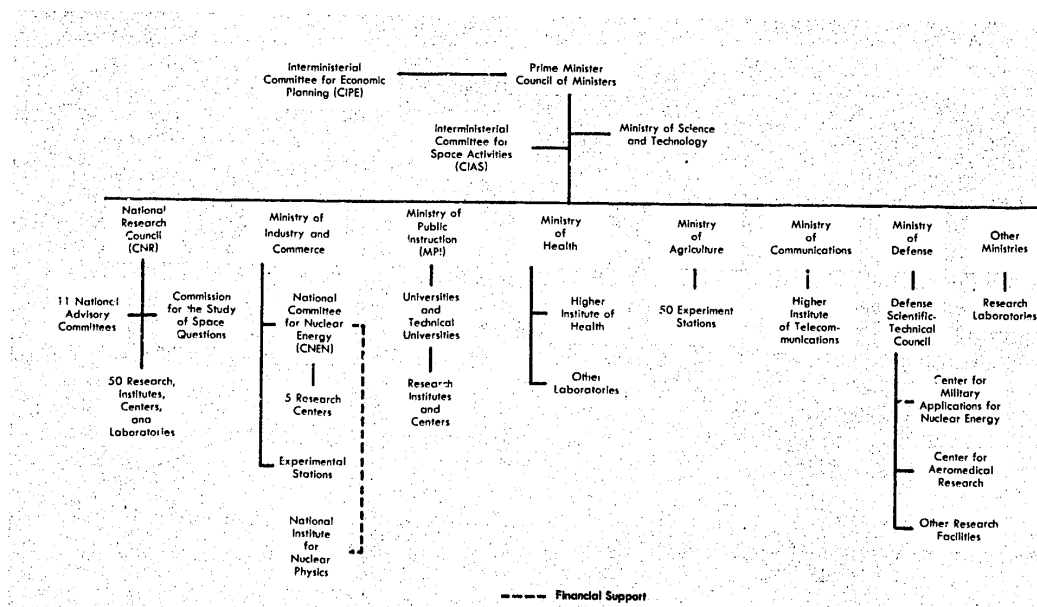 Interministerial
Committee for Economic
Planning (CIPE)
Prime Minister
Council of Ministers
Interministerial
Committee for
Space Activities
(CIAS)
Ministry of Science
and Technology
National
Research
Council
(CNR)
Ministry of
Industry and
Commerce
Ministry of
Public
Instruction
(MPI)
Ministry
of
Health
Ministry
of
Agriculture
Ministry
of
Communications
Ministry
of
Defense
Other
Ministries
11 National
Advisory
Committees
Commission
for the Study
of Space
Questions
50 Research,
Institutes,
Centers,
and
Laboratories
National
Committee
for Nuclear
Energy
(CNEN)
5 Research
Centers
Experimental
Stations
National
Institute
for
Nuclear
Physics
Universities
and
Technical
Universities
Research
Institutes
and
Centers
Higher
Institute
of Health
Other
Laboratories
50 Experiment
Stations
Higher
Institute
of Telecom-
munications
Defense
Scientific-
Technical
Council
Center for
Military
Applications for
Nuclear Energy
Center for
Aeromedical
Research
Other Research
Facilities
Research
Laboratories
Financial Support